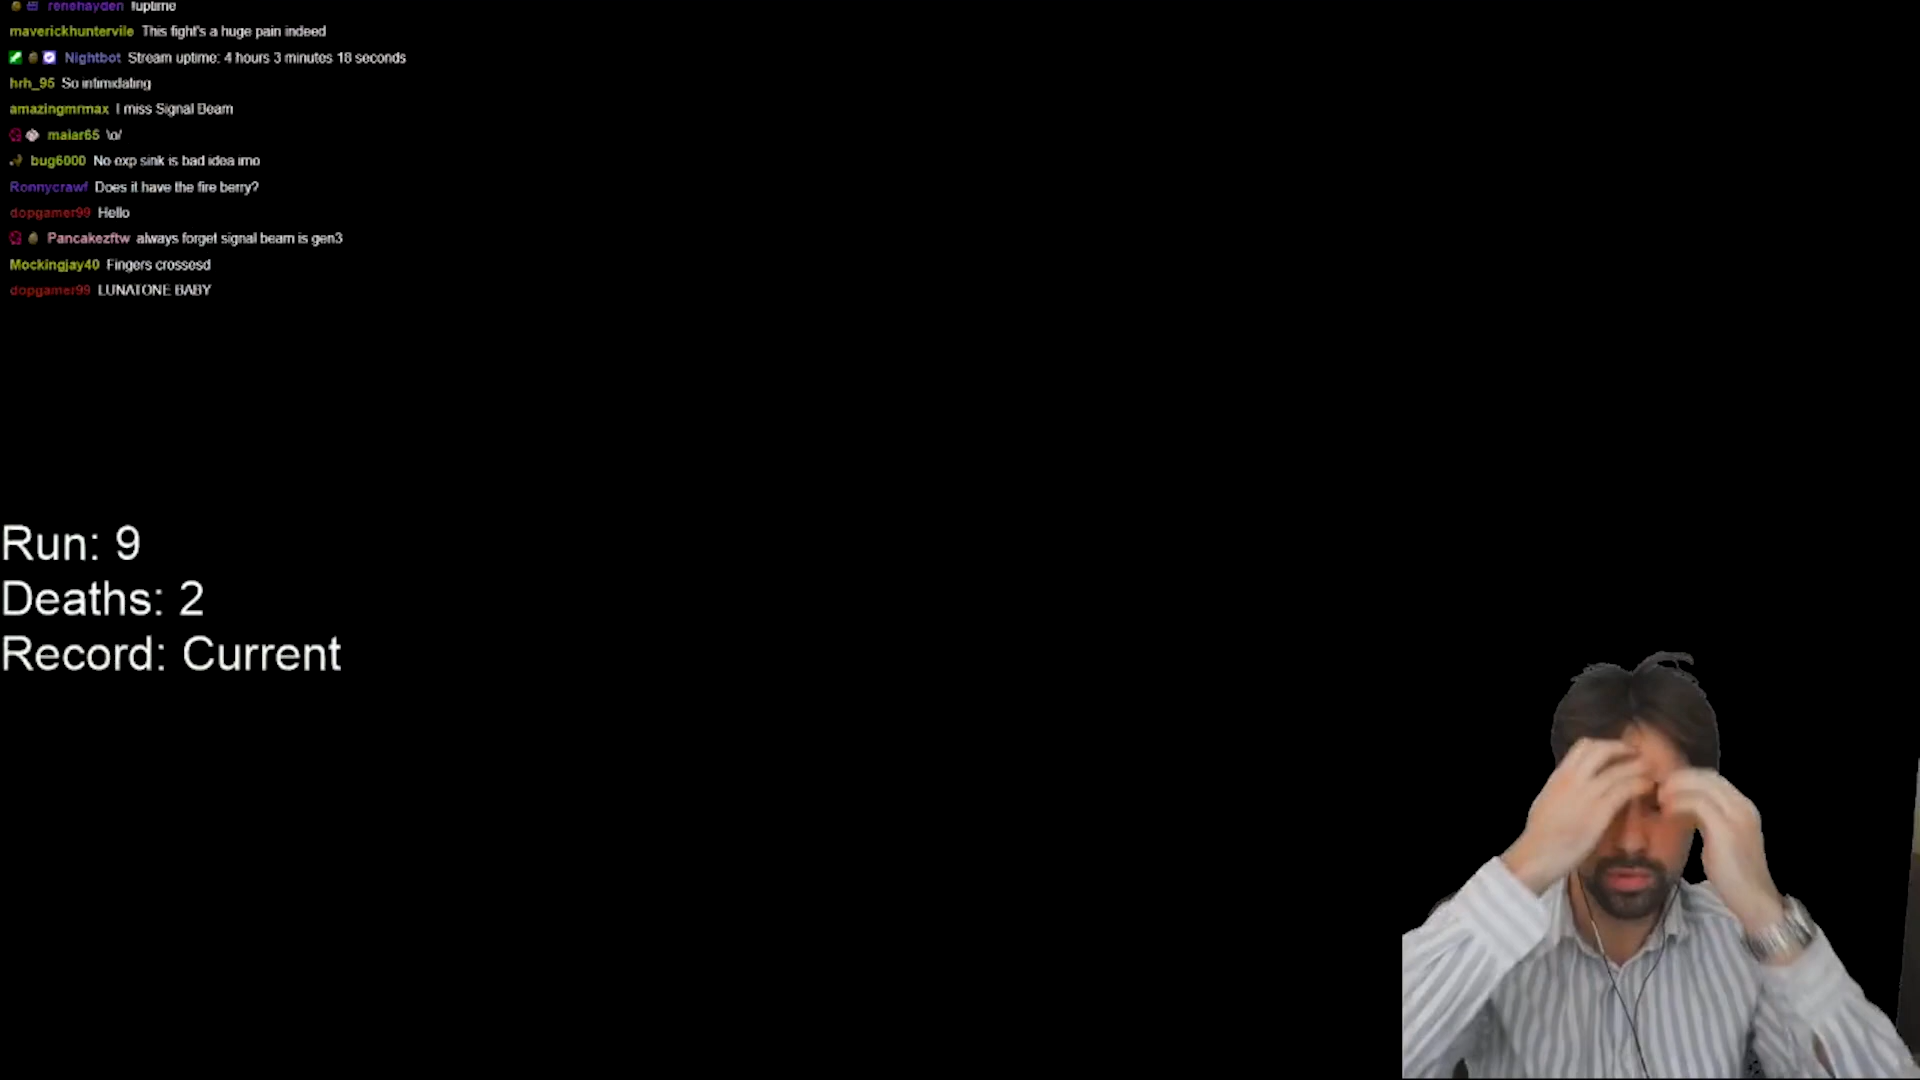 renehayden !uptime
maverickhuntervile This fight's a huge pain indeed
Nightbot Stream uptime: 4 hours 3 minutes 18 seconds
hrh_95 So intimidating
amazingmrmax I miss Signal Beam
malar65 \o/
bug6000 No exp sink is bad idea imo
Ronnycrawf Does it have the fire berry?
dopgamer99 Hello
Pancakezftw always forget signal beam is gen3
Mockingjay40 Fingers crossesd
dopgamer99 LUNATONE BABY
Run: 9
Deaths: 2
Record: Current